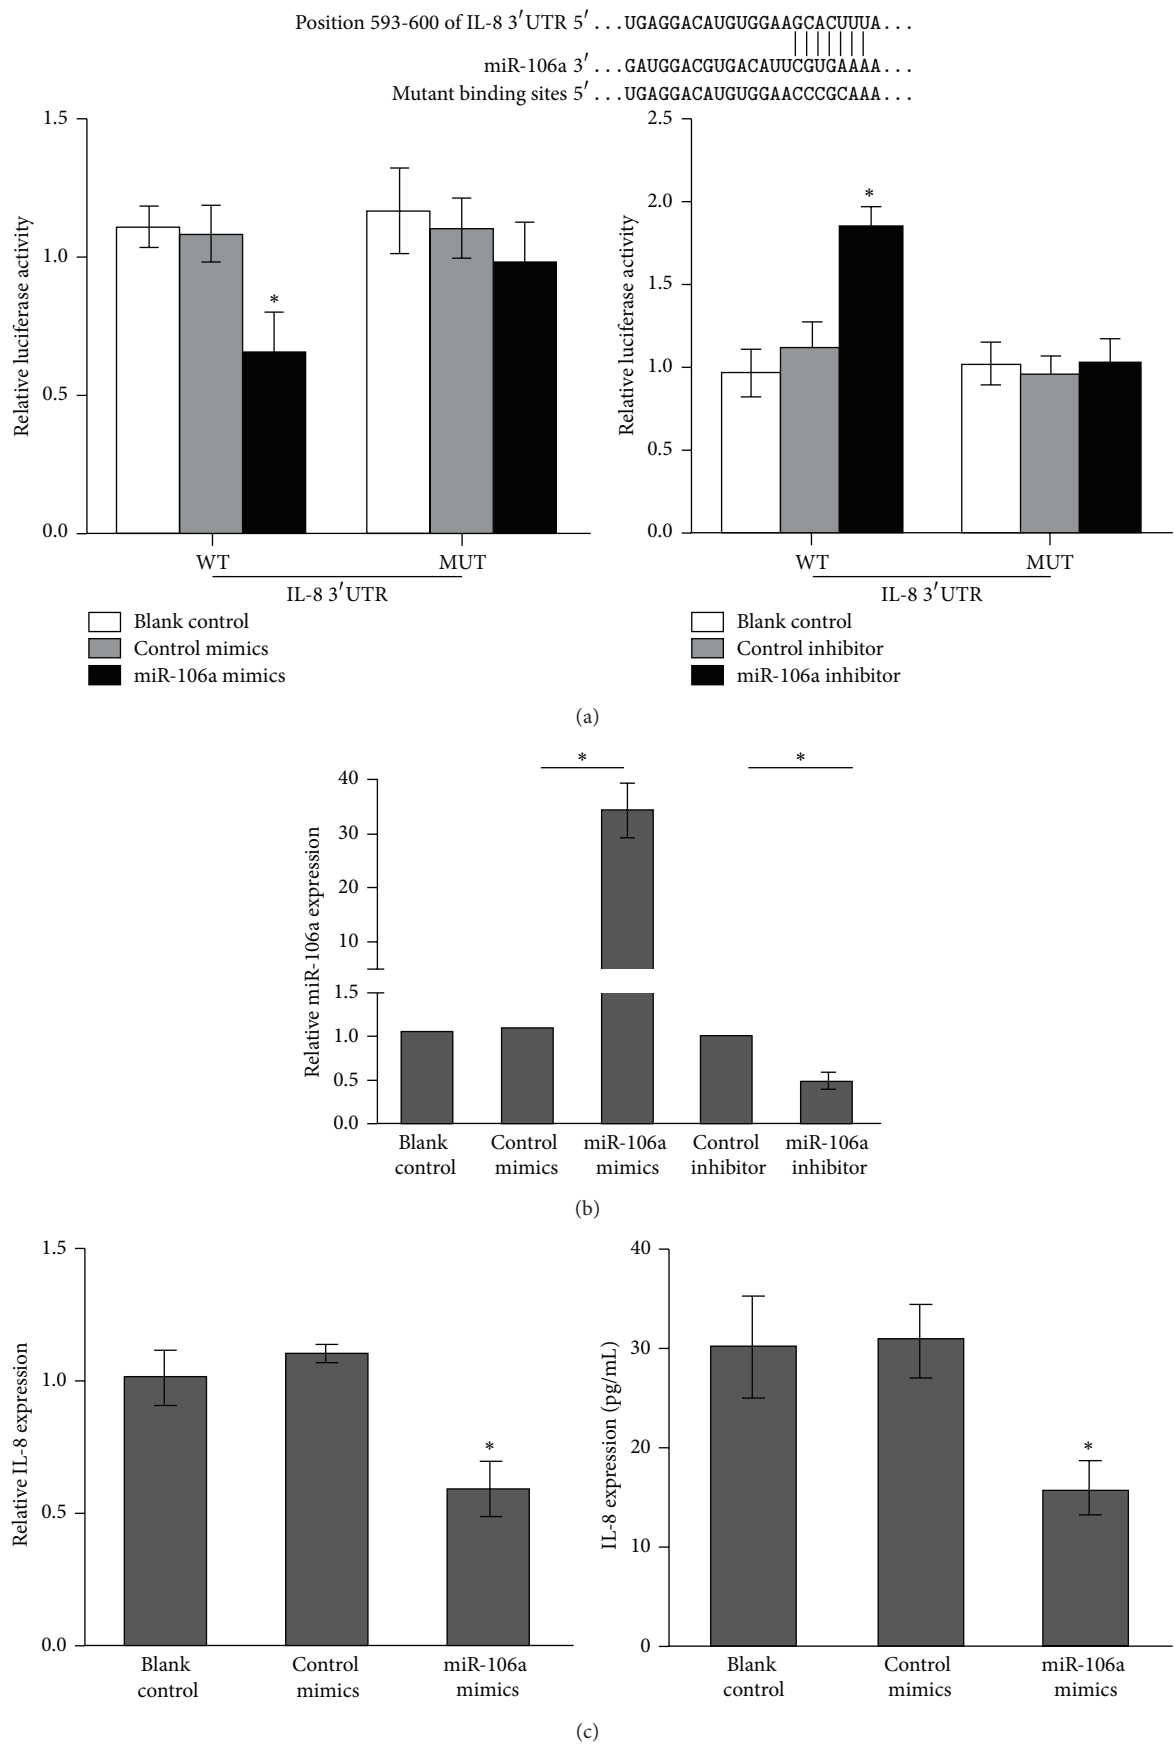 Position 593-600 of IL-8 3′UTR 5′ ...UGAGGACAUGUGGAAGCACUUUA...
miR-106a 3′ ...GAUGGACGUGACAUUCGUGAAAA...
Mutant binding sites 5′ ...UGAGGACAUGUGGAACCCGCAAA...
Relative luciferase activity
1.5
1.0
0.5
0.0
*
WT
MUT
IL-8 3′UTR
Blank control
Control mimics
miR-106a mimics
Relative luciferase activity
2.5
2.0
1.5
1.0
0.5
0.0
*
WT
MUT
IL-8 3′UTR
Blank control
Control inhibitor
miR-106a inhibitor
(a)
Relative miR-106a expression
40
30
20
10
1.5
1.0
0.5
0.0
*
*
Blank
control
Control
mimics
miR-106a
mimics
Control
inhibitor
miR-106a
inhibitor
(b)
Relative IL-8 expression
1.5
1.0
0.5
0.0
*
Blank
control
Control
mimics
miR-106a
mimics
IL-8 expression (pg/mL)
40
30
20
10
0
*
Blank
control
Control
mimics
miR-106a
mimics
(c)